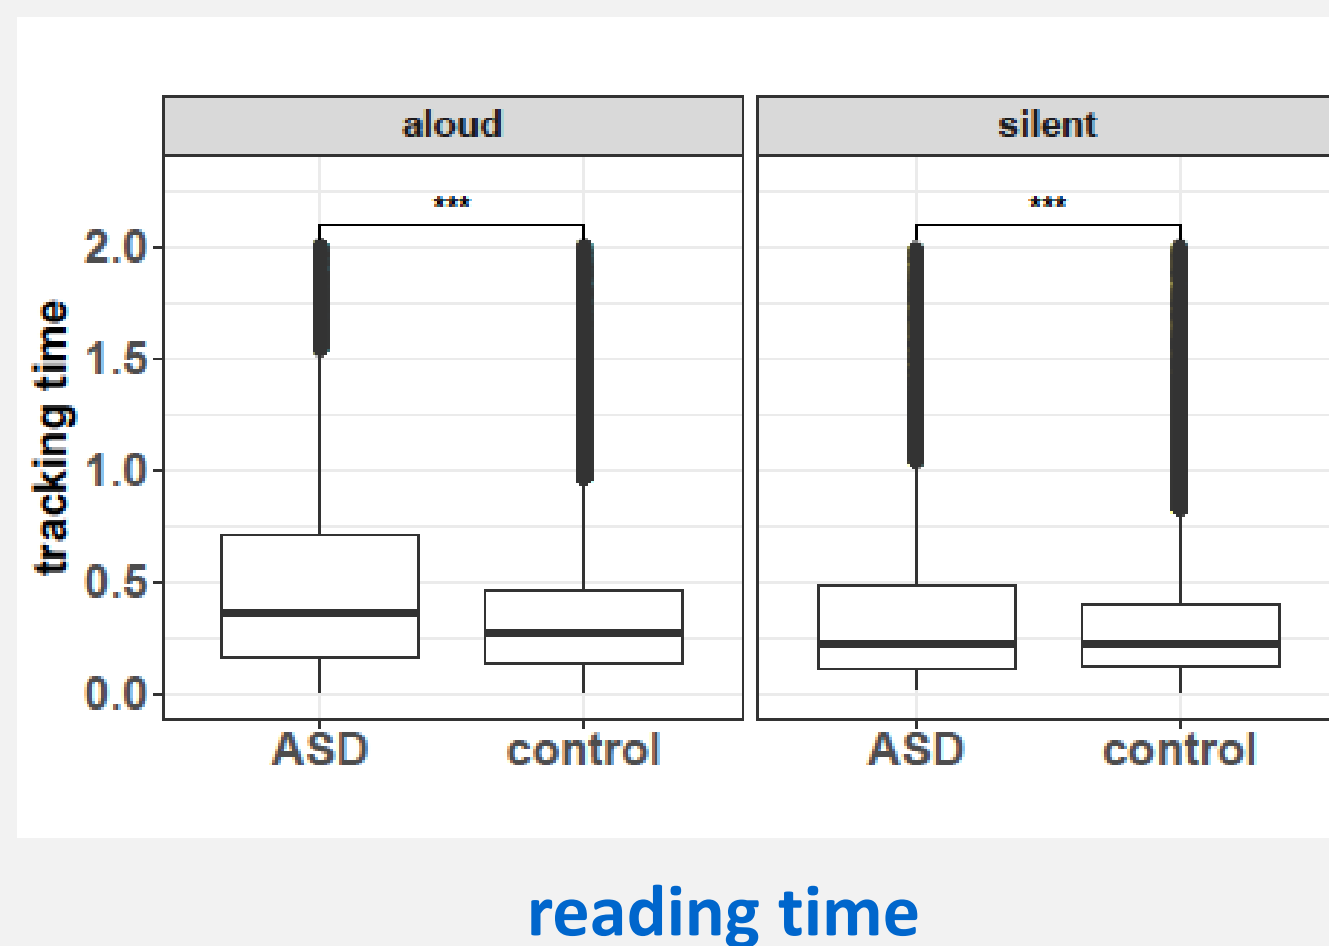 aloud
silent
***
***
tracking time
2.0
1.5
1.0
0.5
0.0
ASD
control
ASD
control
reading time